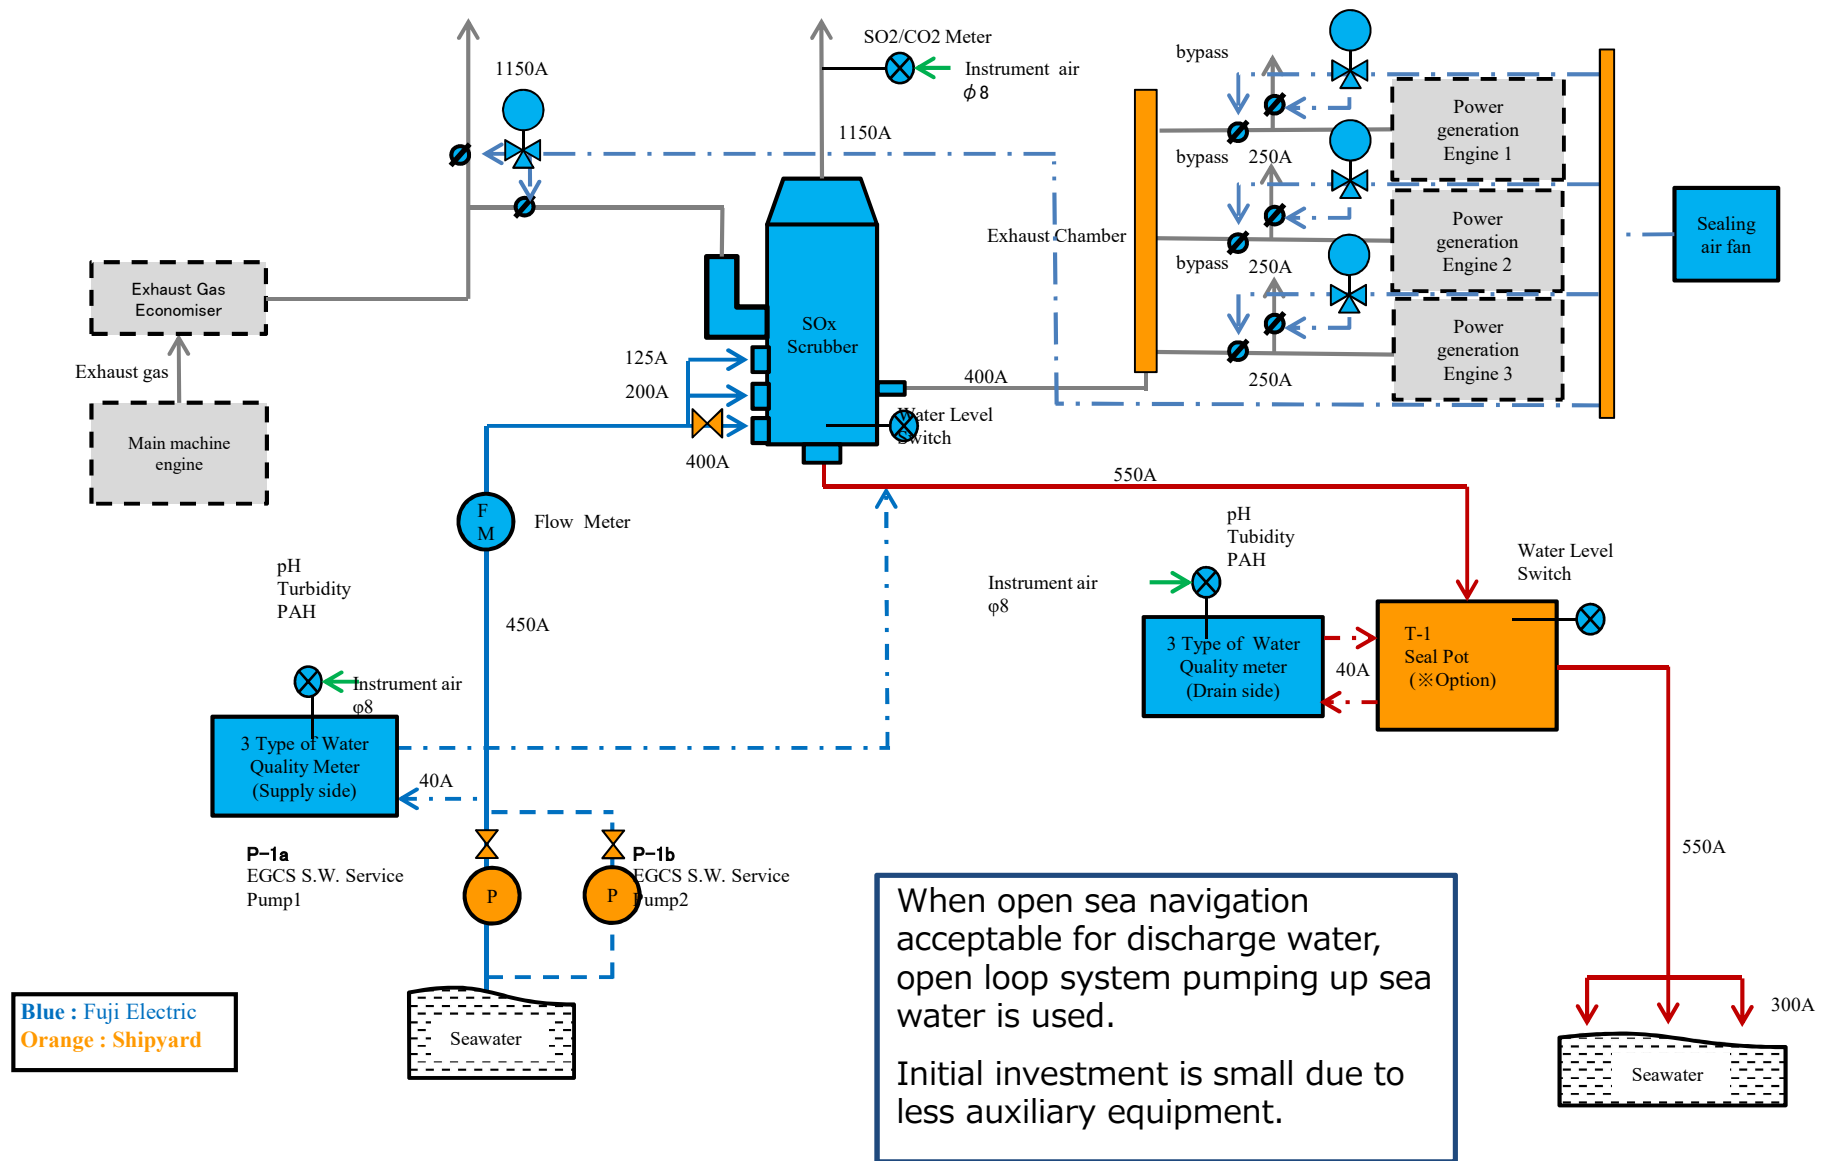 SO2/CO2 Meter
1150A
Instrument air
φ8
1150A
bypass
bypass
250A
bypass
250A
250A
Power
generation
Engine 1
Power
generation
Engine 2
Power
generation
Engine 3
Sealing
air fan
Exhaust Chamber
Exhaust Gas
Economiser
Exhaust gas
Main machine
engine
SOx
Scrubber
125A
200A
400A
400A
Water Level
Switch
550A
F
M
Flow Meter
pH
Turbidity
PAH
450A
Instrument air
φ8
3 Type of Water
Quality Meter
(Supply side)
40A
pH
Tubidity
PAH
Instrument air
φ8
3 Type of Water
Quality meter
(Drain side)
40A
Water Level
Switch
T-1
Seal Pot
(※Option)
P-1a
EGCS S.W. Service
Pump1
P
P
P-1b
EGCS S.W. Service
Pump2
550A
300A
Blue : Fuji Electric
Orange : Shipyard
Seawater
When open sea navigation
acceptable for discharge water,
open loop system pumping up sea
water is used.
Initial investment is small due to
less auxiliary equipment.
Seawater